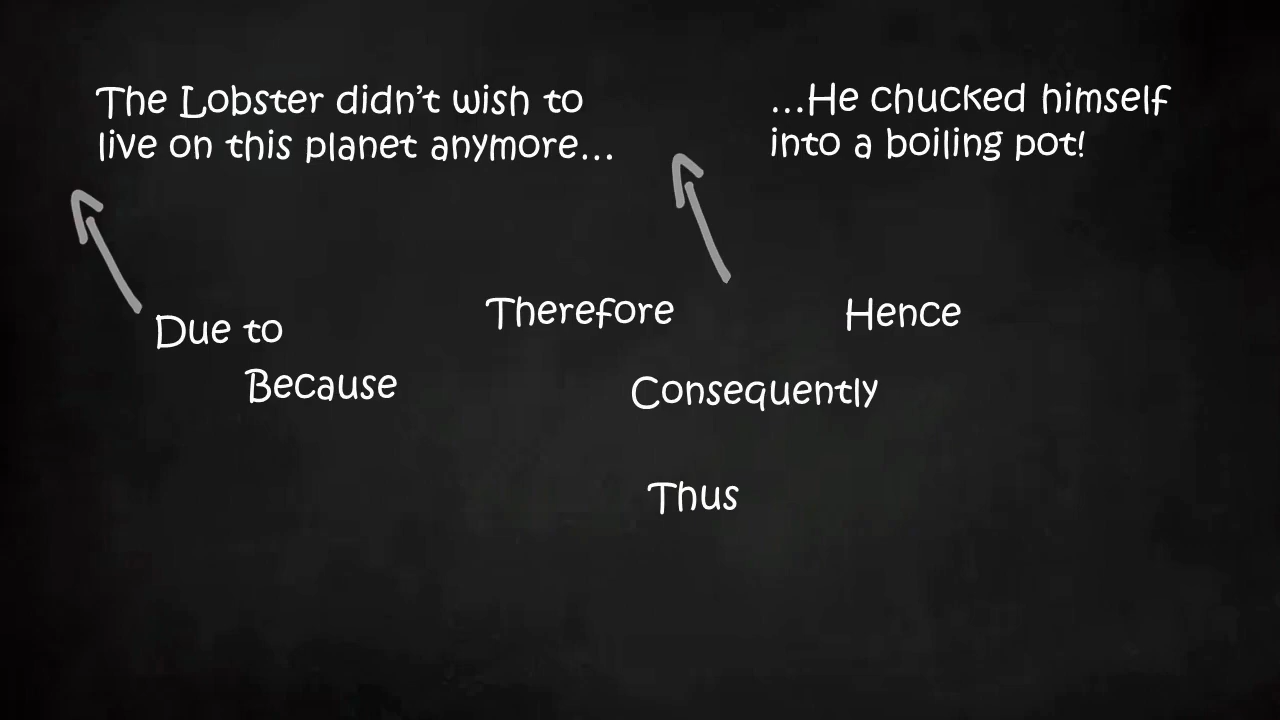 The Lobster didn't wish to
live on this planet anymore...
...He chucked himself
into a boiling pot!
Due to
Because
Therefore
Hence
Consequently
Thus